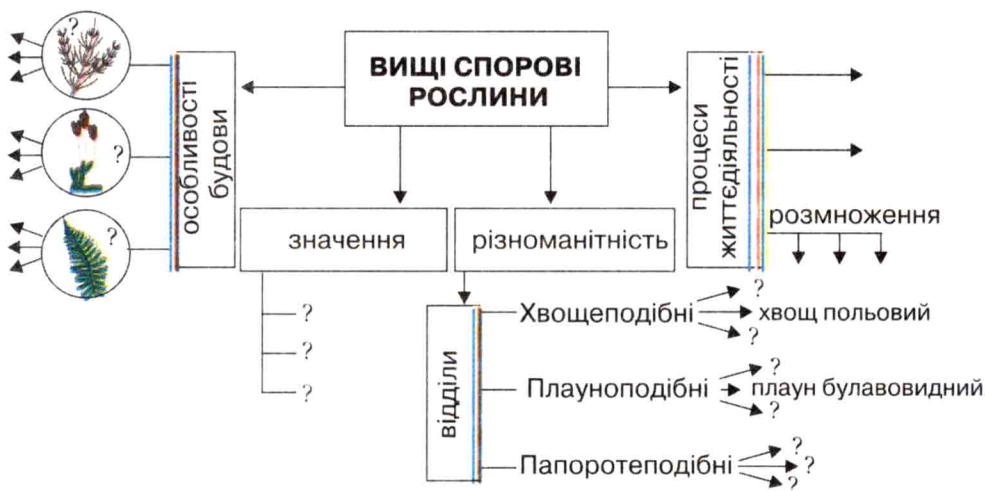 ?
?
?
особливості
будови
ВИЩІ СПОРОВІ
РОСЛИНИ
процеси
життєдіяльності
розмноження
значення
?
?
?
різноманітність
відділи
Хвощеподібні
?
хвощ польовий
?
Плауноподібні
?
плаун булавовидний
?
Папоротеподібні
?
?
?